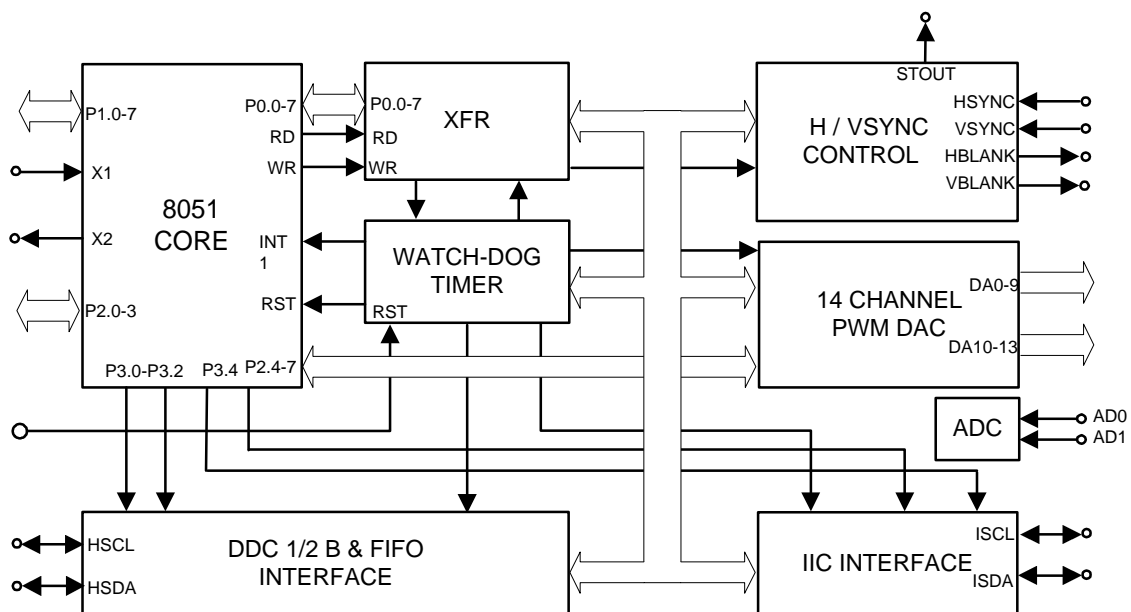 STOUT
P1.0-7
P0.0-7
P0.0-7
XFR
HSYNC
RD
RD
H / VSYNC
CONTROL
VSYNC
WR
WR
HBLANK
X1
VBLANK
8051
CORE
X2
INT
1
WATCH-DOG
TIMER
RST
RST
P2.0-3
14 CHANNEL
PWM DAC
DA0-9
DA10-13
P3.0-P3.2
P3.4
P2.4-7
ADC
AD0
AD1
HSCL
HSDA
DDC 1/2 B & FIFO
INTERFACE
IIC INTERFACE
ISCL
ISDA